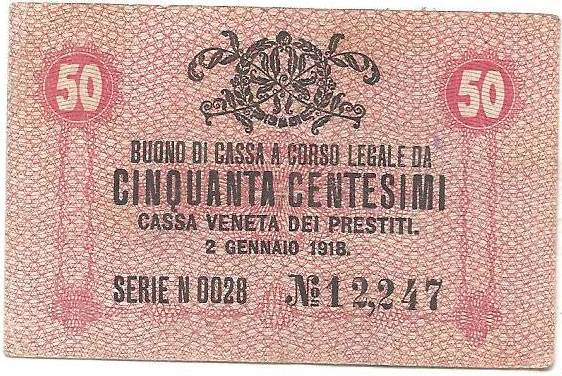 50 50
BUONO DI CASSA A CORSO LEGALE DA
CINQUANTA CENTESIMI
CASSA VENETA DEI PRESTITI.
2 GENNAIO 1918.
SERIE N 0028 No 12,247